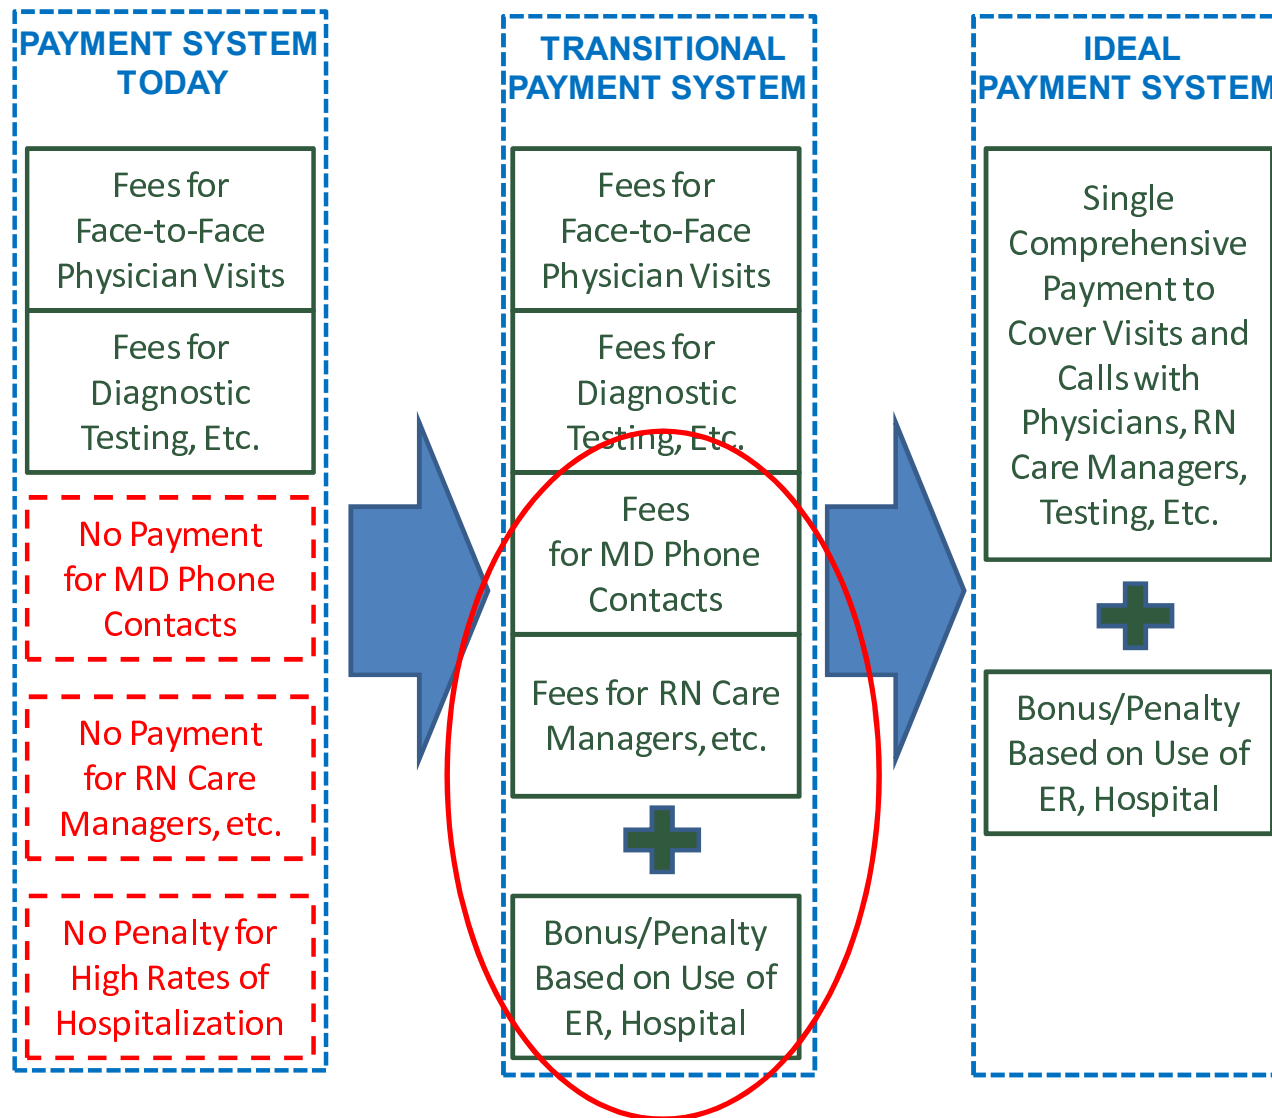 PAYMENT SYSTEM
TODAY
Fees for
Face-to-Face
Physician Visits
Fees for
Diagnostic
Testing, Etc.
No Payment
for MD Phone
Contacts
No Payment
for RN Care
Managers, etc.
No Penalty for
High Rates of
Hospitalization
TRANSITIONAL
PAYMENT SYSTEM
Fees for
Face-to-Face
Physician Visits
Fees for
Diagnostic
Testing, Etc.
Fees
for MD Phone
Contacts
Fees for RN Care
Managers, etc.
Bonus/Penalty
Based on Use of
ER, Hospital
IDEAL
PAYMENT SYSTEM
Single
Comprehensive
Payment to
Cover Visits and
Calls with
Physicians, RN
Care Managers,
Testing, Etc.
Bonus/Penalty
Based on Use of
ER, Hospital